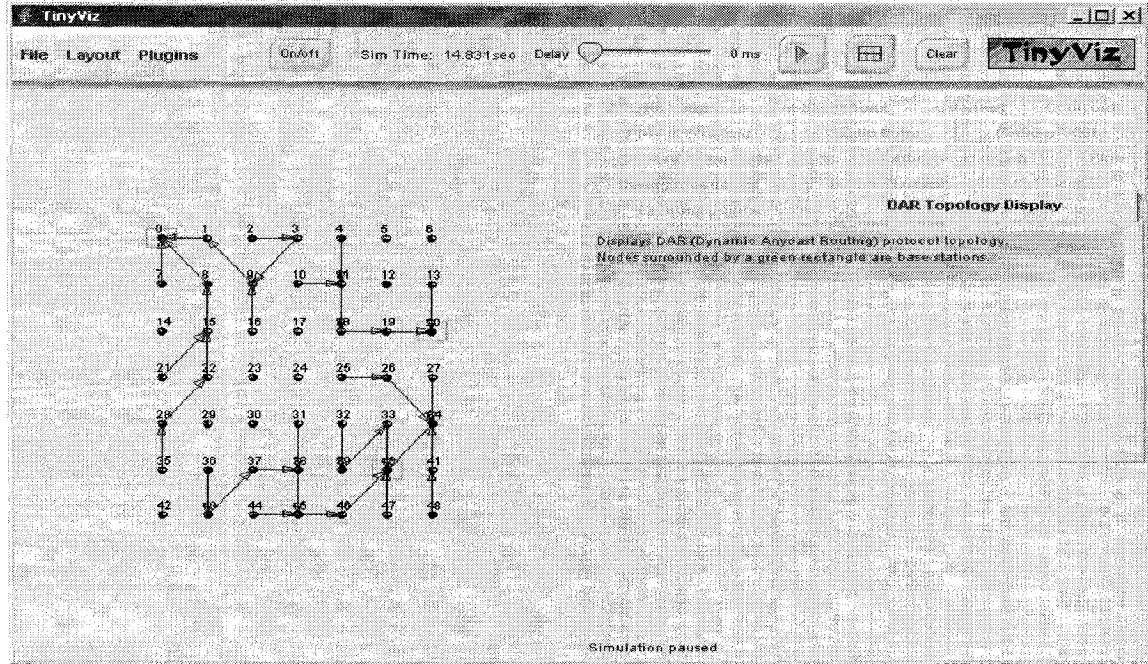 TinyViz
File Layout Plugins On/off Sim Time: 14.831sec Delay 0 ms Clear TinyViz
DAR Topology Display
Displays DAR (Dynamic Anycast Routing) protocol topology.
Nodes surrounded by a green rectangle are base stations.
0 1 2 3 4 5 6
7 8 9 10 11 12 13
14 15 16 17 18 19 20
21 22 23 24 25 26 27
28 29 30 31 32 33 34
35 36 37 38 39 40 41
42 43 44 45 46 47 48
Simulation paused